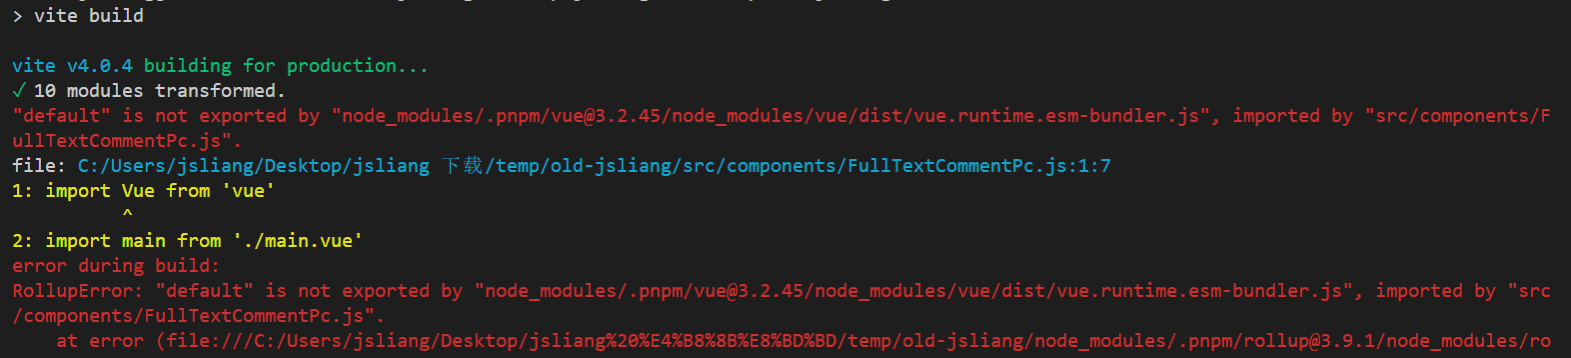 > vite build
vite v4.0.4 building for production...
✓ 10 modules transformed.
"default" is not exported by "node_modules/.pnpm/vue@3.2.45/node_modules/vue/dist/vue.runtime.esm-bundler.js", imported by "src/components/F
ullTextCommentPc.js".
file: C:/Users/jsliang/Desktop/jsliang 下载/temp/old-jsliang/src/components/FullTextCommentPc.js:1:7
1: import Vue from 'vue'
^
2: import main from './main.vue'
error during build:
RollupError: "default" is not exported by "node_modules/.pnpm/vue@3.2.45/node_modules/vue/dist/vue.runtime.esm-bundler.js", imported by "src
/components/FullTextCommentPc.js".
at error (file:///C:/Users/jsliang/Desktop/jsliang%20%E4%B8%8B%E8%BD%BD/temp/old-jsliang/node_modules/.pnpm/rollup@3.9.1/node_modules/ro